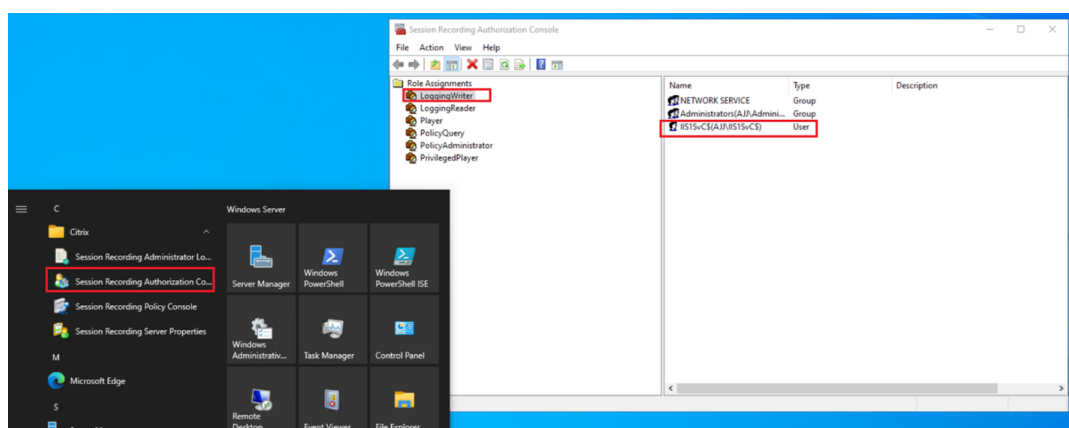 Session Recording Authorization Console
File Action View Help
Role Assignments
LoggingWriter
LoggingReader
Player
PolicyQuery
PolicyAdministrator
PrivilegedPlayer
Name Type Description
NETWORK SERVICE Group
Administrators(AJJ\Admini... Group
IIS1SvC$(AJJ\IIS1SvC$) User
C
Citrix
Session Recording Administrator Lo...
Session Recording Authorization Co...
Session Recording Policy Console
Session Recording Server Properties
M
Microsoft Edge
S
Windows Server
Server Manager
Windows
PowerShell
Windows
PowerShell ISE
Windows
Administrativ...
Task Manager
Control Panel
Remote
Desktop
Event Viewer
File Explorer